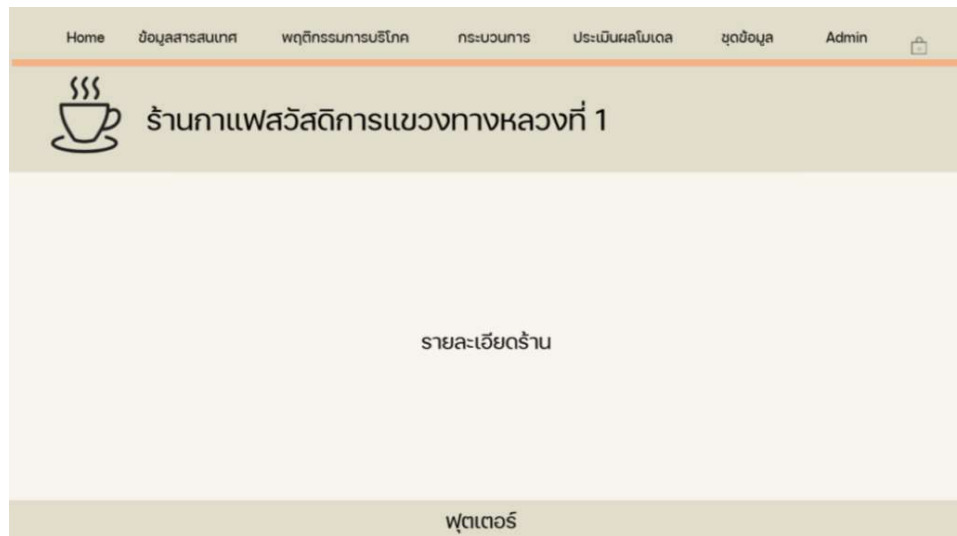 Home ข้อมูลสารสนเทศ พฤติกรรมการบริโภค กระบวนการ ประเมินผลโมเดล ชุดข้อมูล Admin
ร้านกาแฟสวัสดิการแขวงทางหลวงที่ 1
รายละเอียดร้าน
ฟุตเตอร์